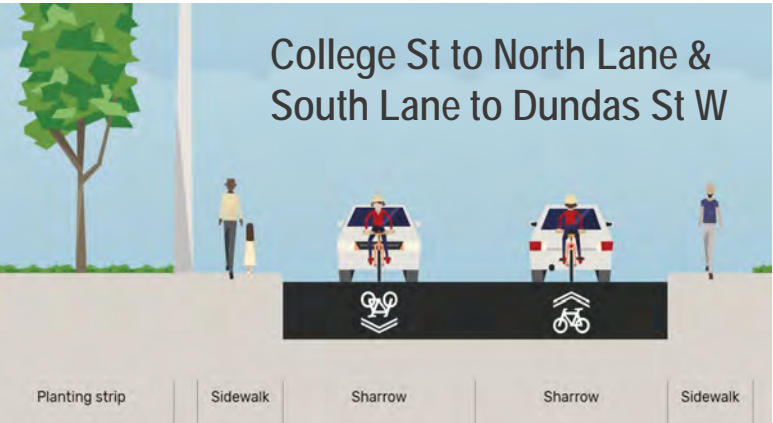 College St to North Lane &
South Lane to Dundas St W
Planting strip
Sidewalk
Sharrow
Sharrow
Sidewalk